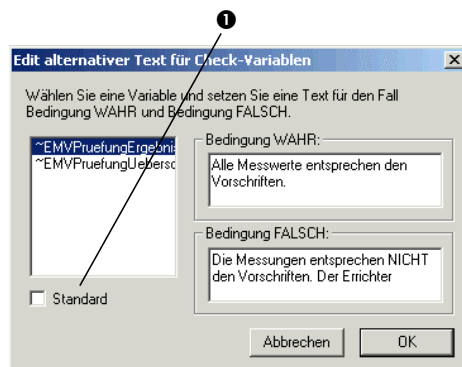 ❶
Edit alternativer Text für Check-Variablen
Wählen Sie eine Variable und setzen Sie eine Text für den Fall
Bedingung WAHR und Bedingung FALSCH.
~EMVPruefungErgebnis
~EMVPruefungUebersc
Bedingung WAHR:
Alle Messwerte entsprechen den
Vorschriften.
Bedingung FALSCH:
Die Messungen entsprechen NICHT
den Vorschriften. Der Errichter
Standard
Abbrechen
OK